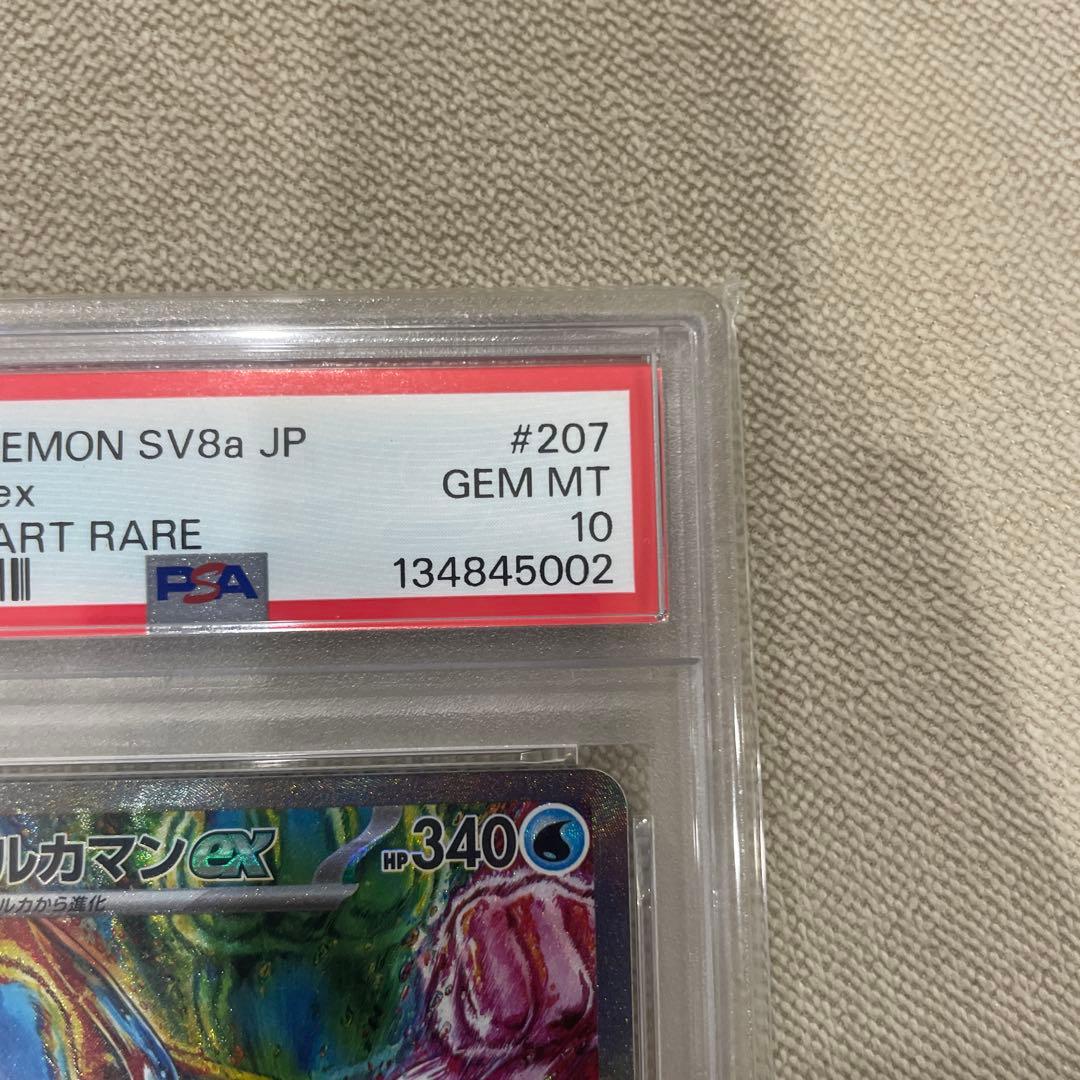 EMON SV8a JP #207
ex GEM MT
ART RARE 10
PSA 134845002
ルカマンex HP340
ルカから進化